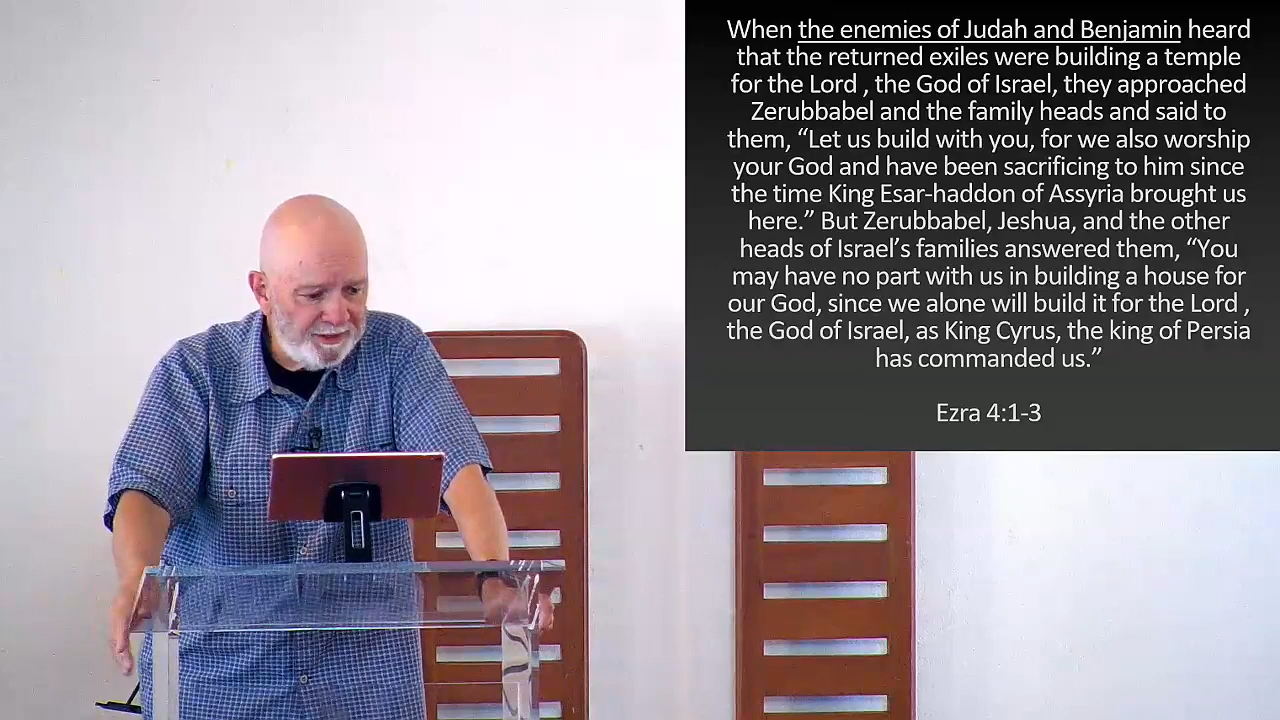 When the enemies of Judah and Benjamin heard
that the returned exiles were building a temple
for the Lord , the God of Israel, they approached
Zerubbabel and the family heads and said to
them, “Let us build with you, for we also worship
your God and have been sacrificing to him since
the time King Esar-haddon of Assyria brought us
here.” But Zerubbabel, Jeshua, and the other
heads of Israel’s families answered them, “You
may have no part with us in building a house for
our God, since we alone will build it for the Lord ,
the God of Israel, as King Cyrus, the king of Persia
has commanded us.”
Ezra 4:1-3